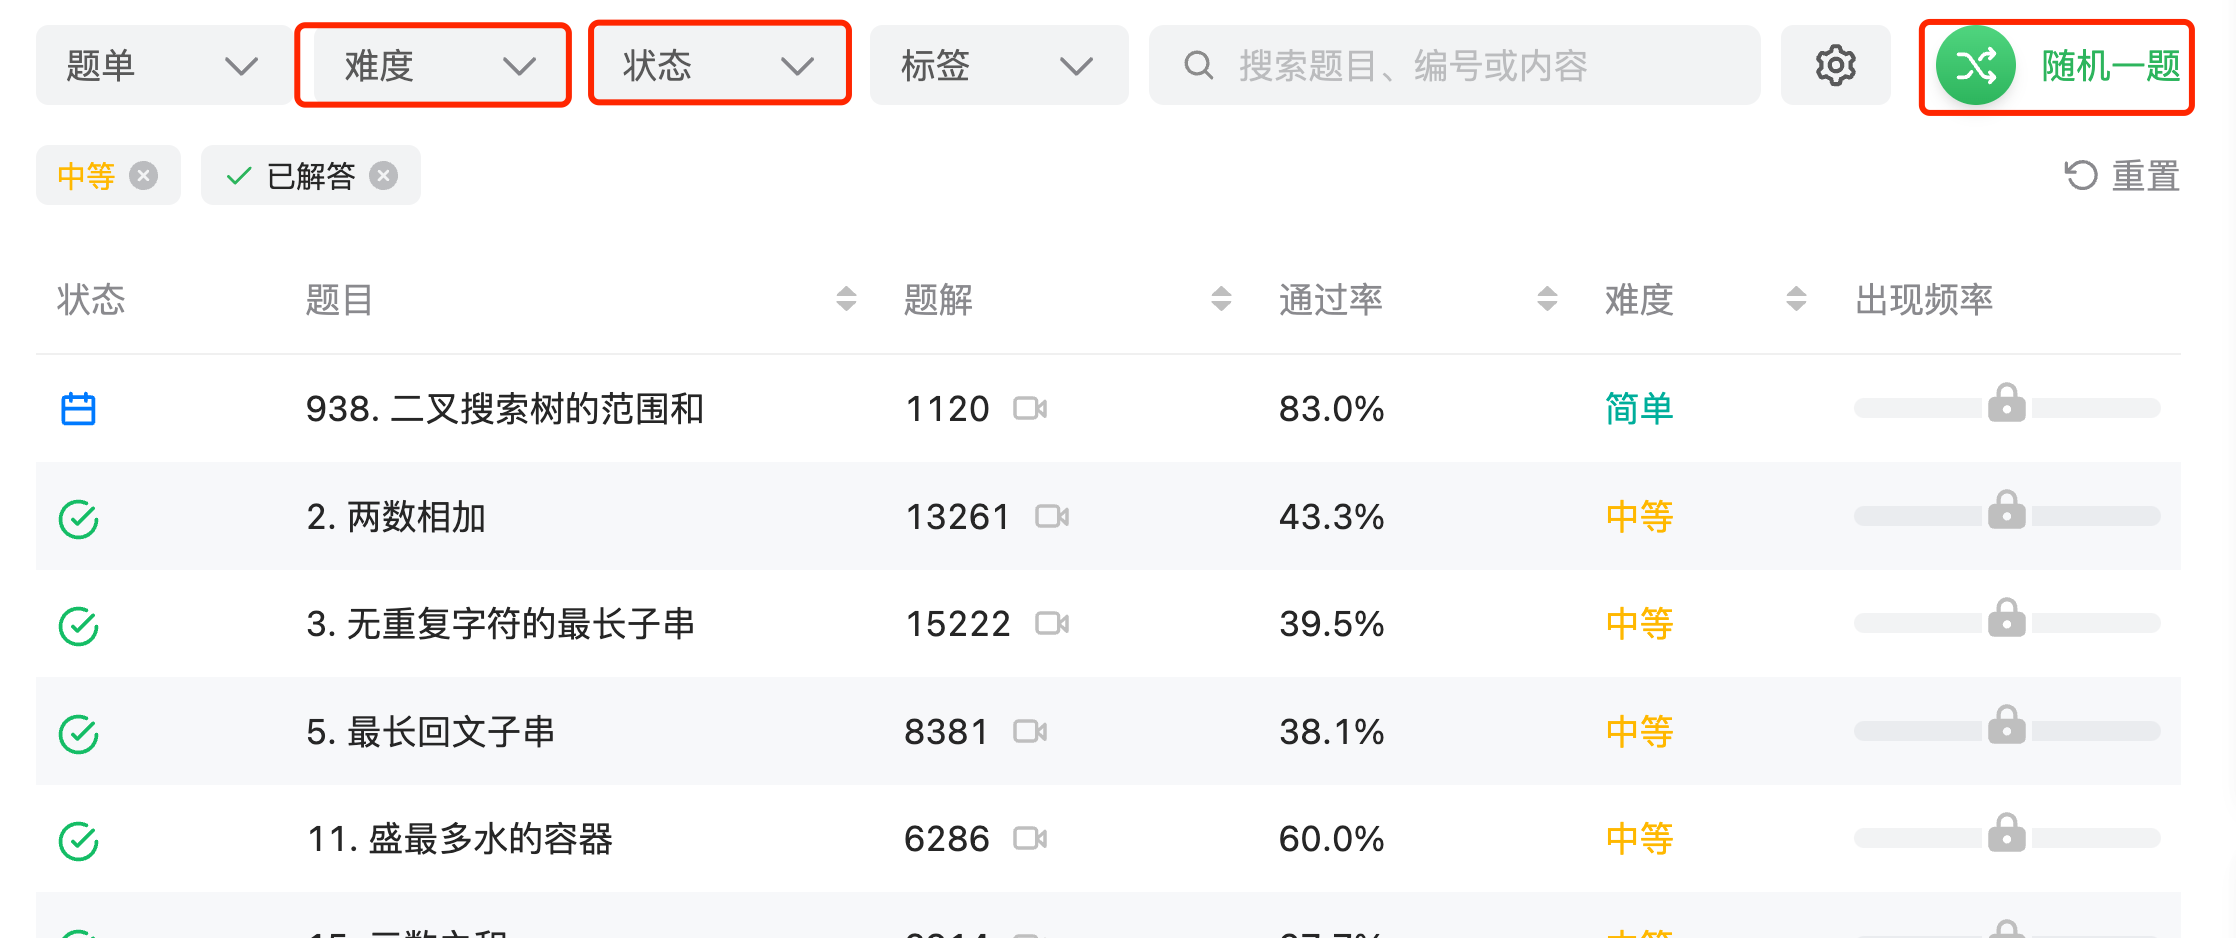 题单 难度 状态 标签 搜索题目、编号或内容 随机一题
中等 已解答 重置
状态 题目 题解 通过率 难度 出现频率
938. 二叉搜索树的范围和 1120 83.0% 简单
2. 两数相加 13261 43.3% 中等
3. 无重复字符的最长子串 15222 39.5% 中等
5. 最长回文子串 8381 38.1% 中等
11. 盛最多水的容器 6286 60.0% 中等